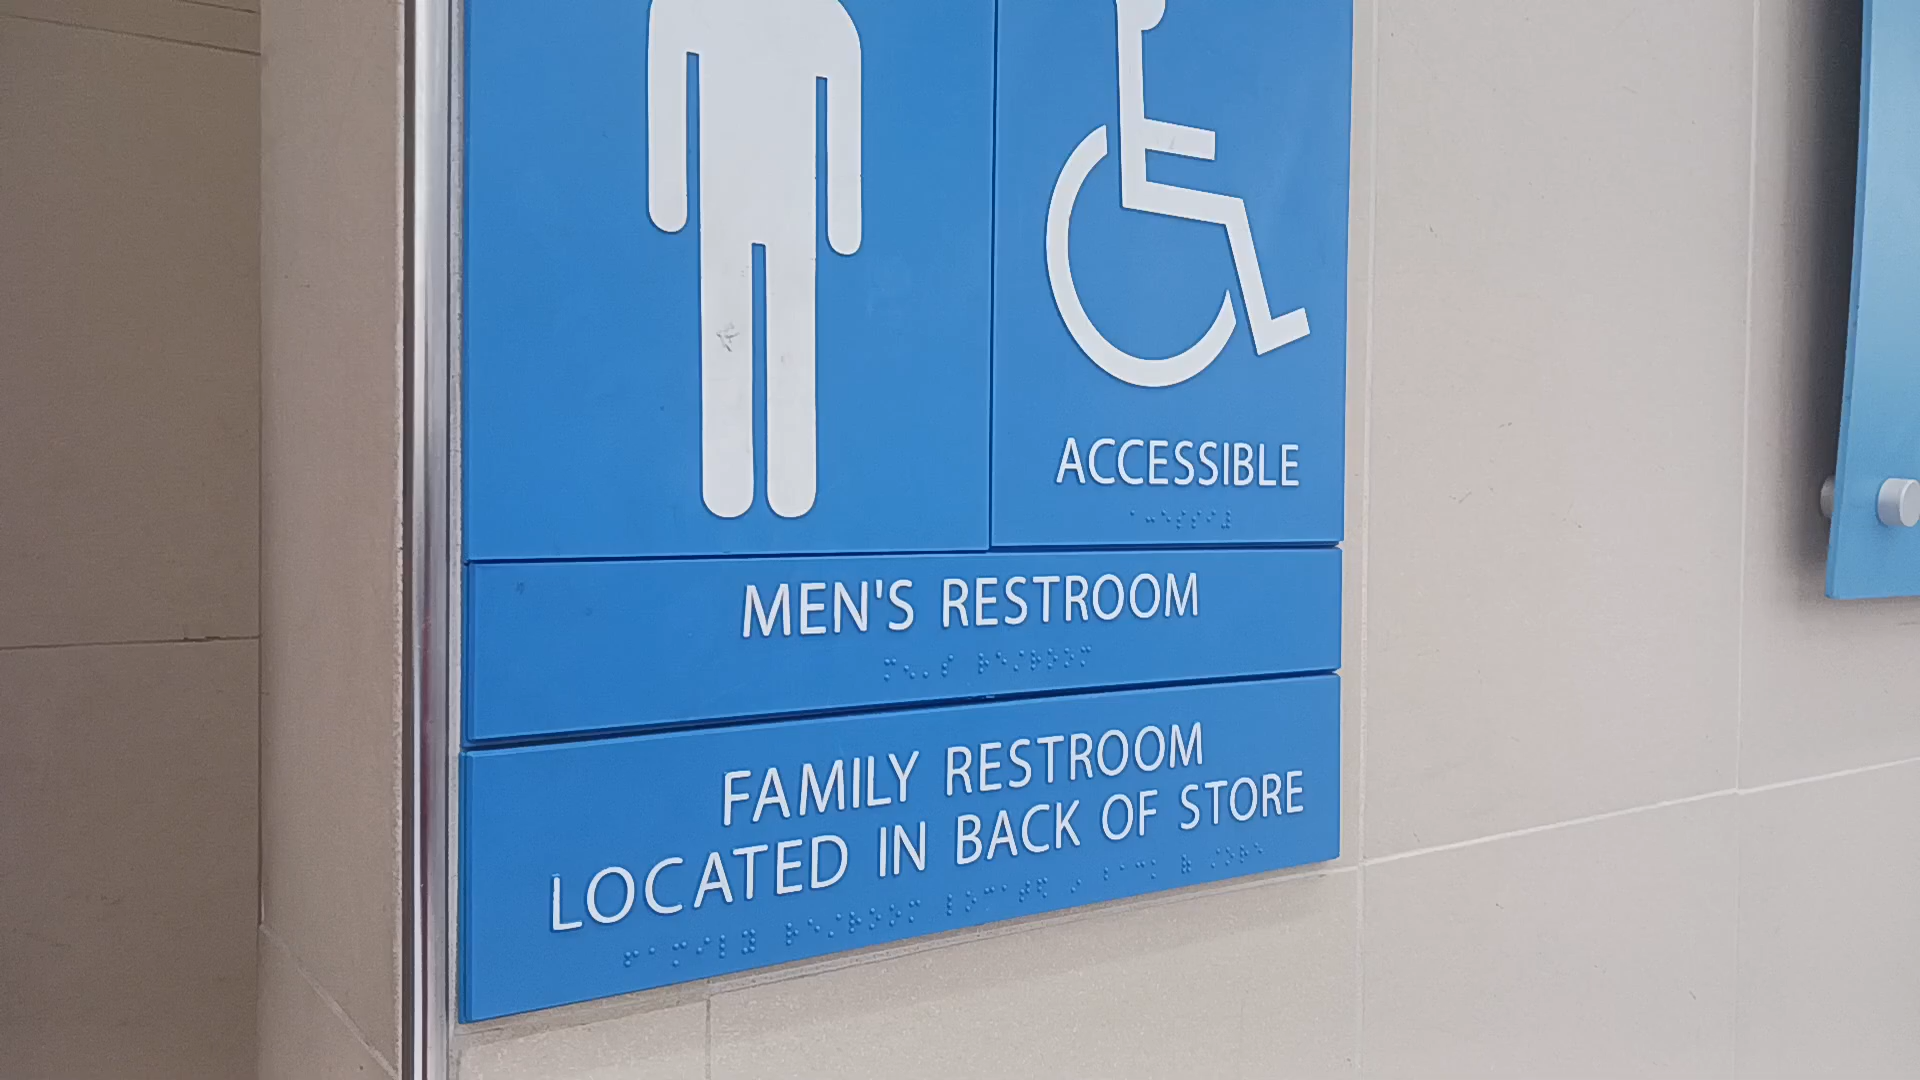 ACCESSIBLE
MEN'S RESTROOM
FAMILY RESTROOM
LOCATED IN BACK OF STORE